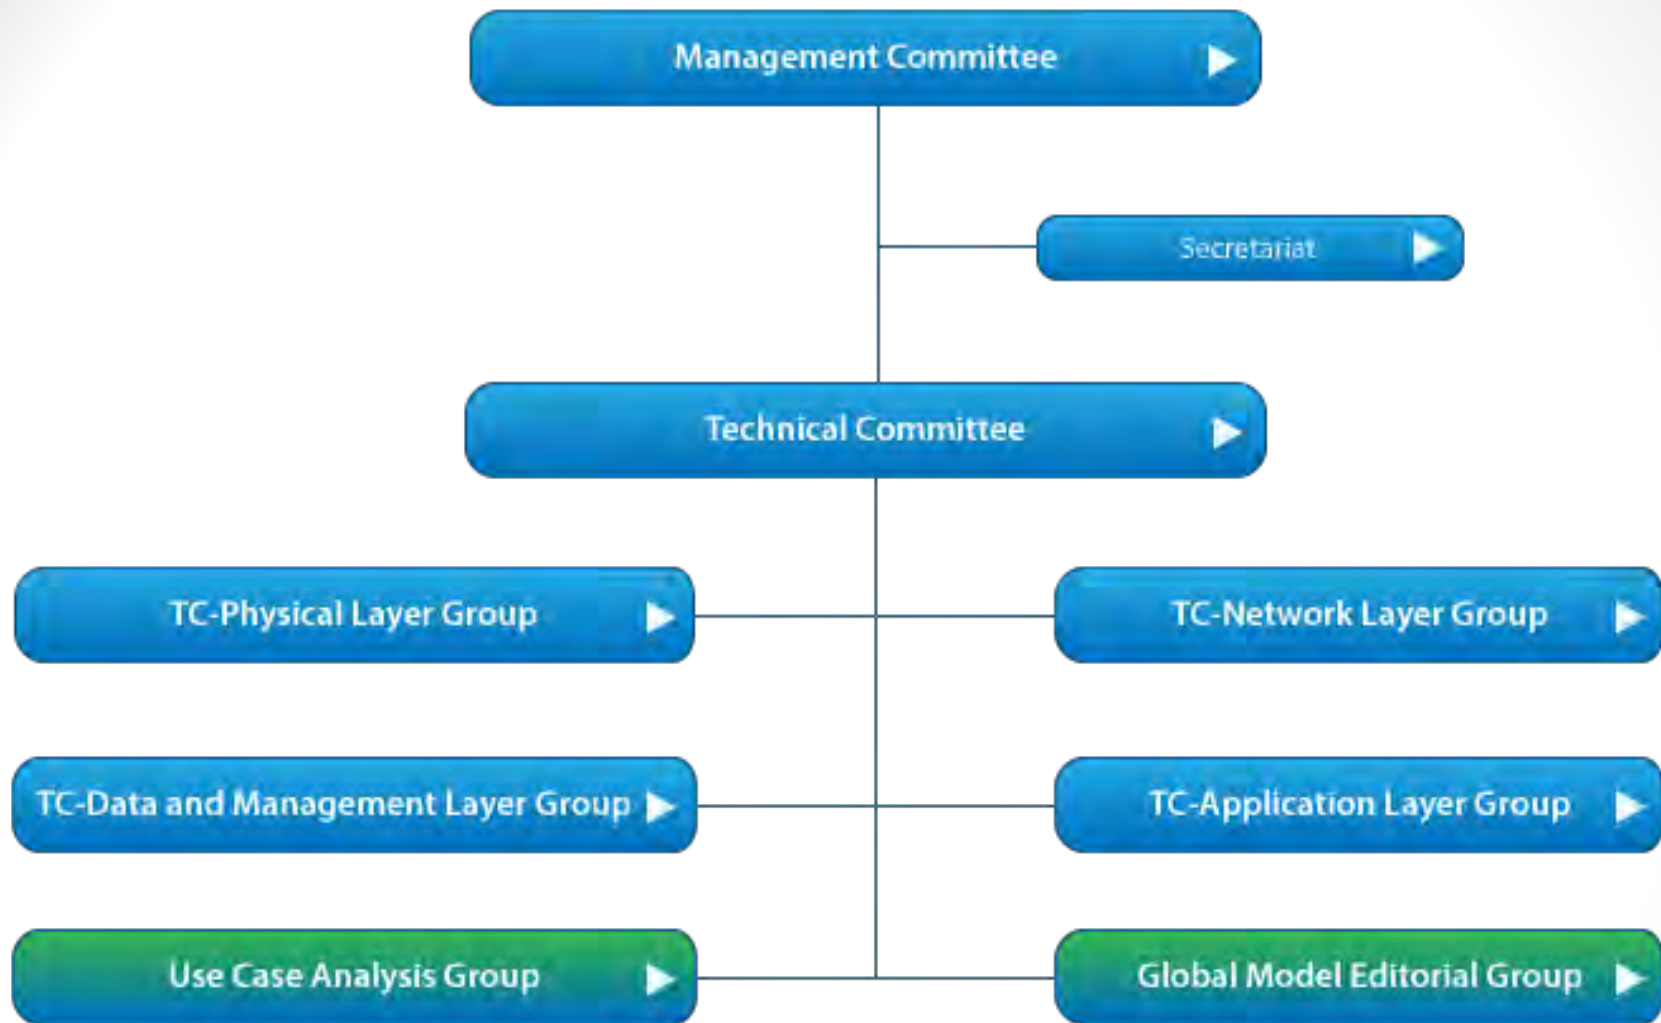 Management Committee
Secretariat
Technical Committee
TC-Physical Layer Group
TC-Network Layer Group
TC-Data and Management Layer Group
TC-Application Layer Group
Use Case Analysis Group
Global Model Editorial Group